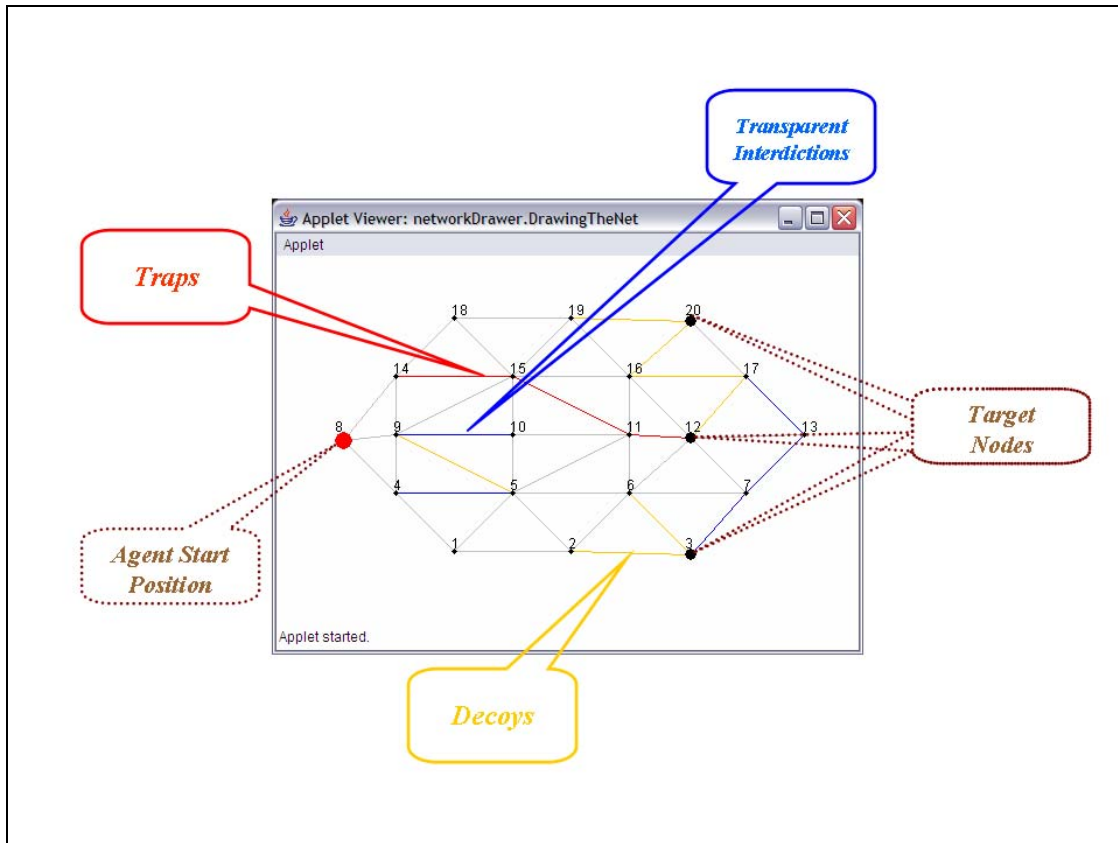 Transparent
Interdictions
Applet Viewer: networkDrawer.DrawingTheNet
Applet
Traps
18
19
20
14
15
16
17
8
9
10
11
12
13
Target
Nodes
4
5
6
7
Agent Start
Position
1
2
3
Applet started.
Decoys